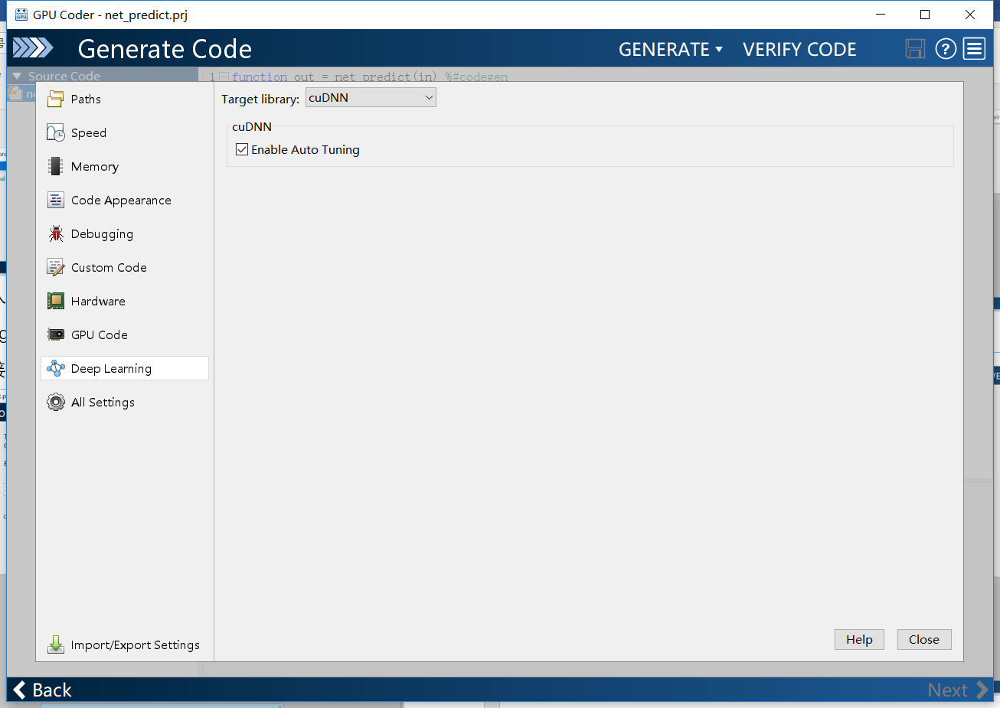 GPU Coder - net_predict.prj
Generate Code
GENERATE
VERIFY CODE
Source Code
1 function out = net_predict(in) %#codegen
Paths
Speed
Memory
Code Appearance
Debugging
Custom Code
Hardware
GPU Code
Deep Learning
All Settings
Import/Export Settings
Target library: cuDNN
cuDNN
Enable Auto Tuning
Help
Close
Back
Next